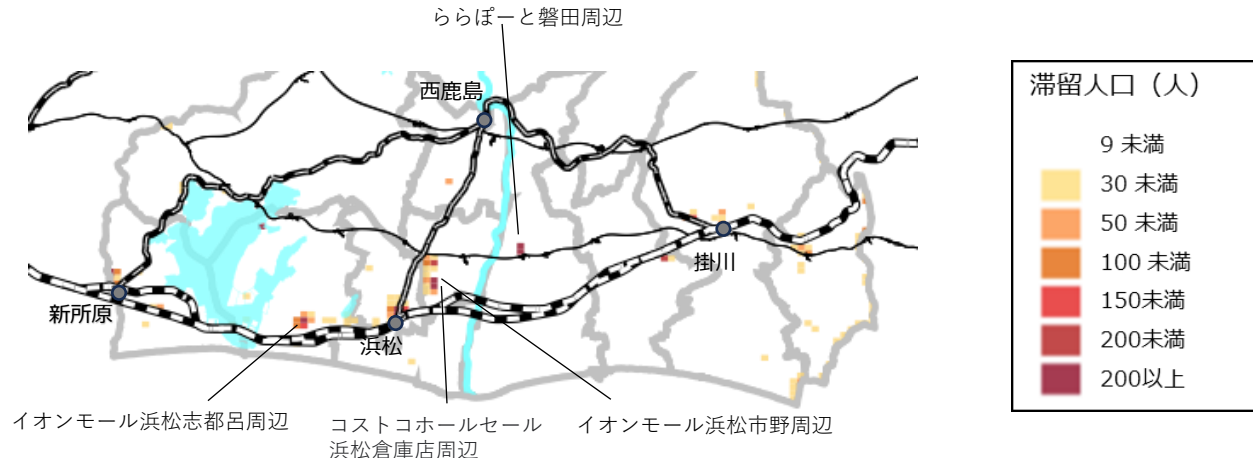 ららぽーと磐田周辺
西鹿島
掛川
新所原
浜松
イオンモール浜松志都呂周辺
コストコホールセール
浜松倉庫店周辺
イオンモール浜松市野周辺
滞留人口（人）
9 未満
30 未満
50 未満
100 未満
150未満
200未満
200以上